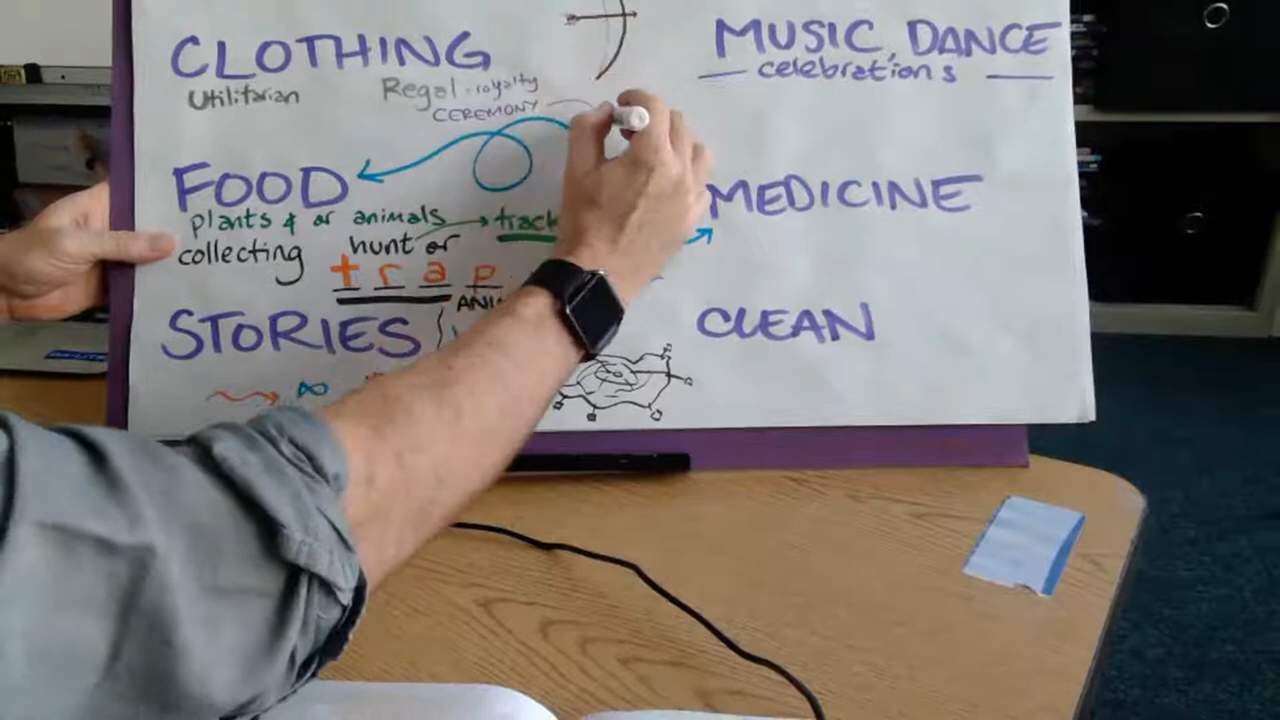 CLOTHING
Utilitarian
Regal - royalty
CEREMONY
FOOD
plants & or animals → track
collecting
hunt or
trap
STORIES
MUSIC, DANCE
celebrations
MEDICINE
CLEAN